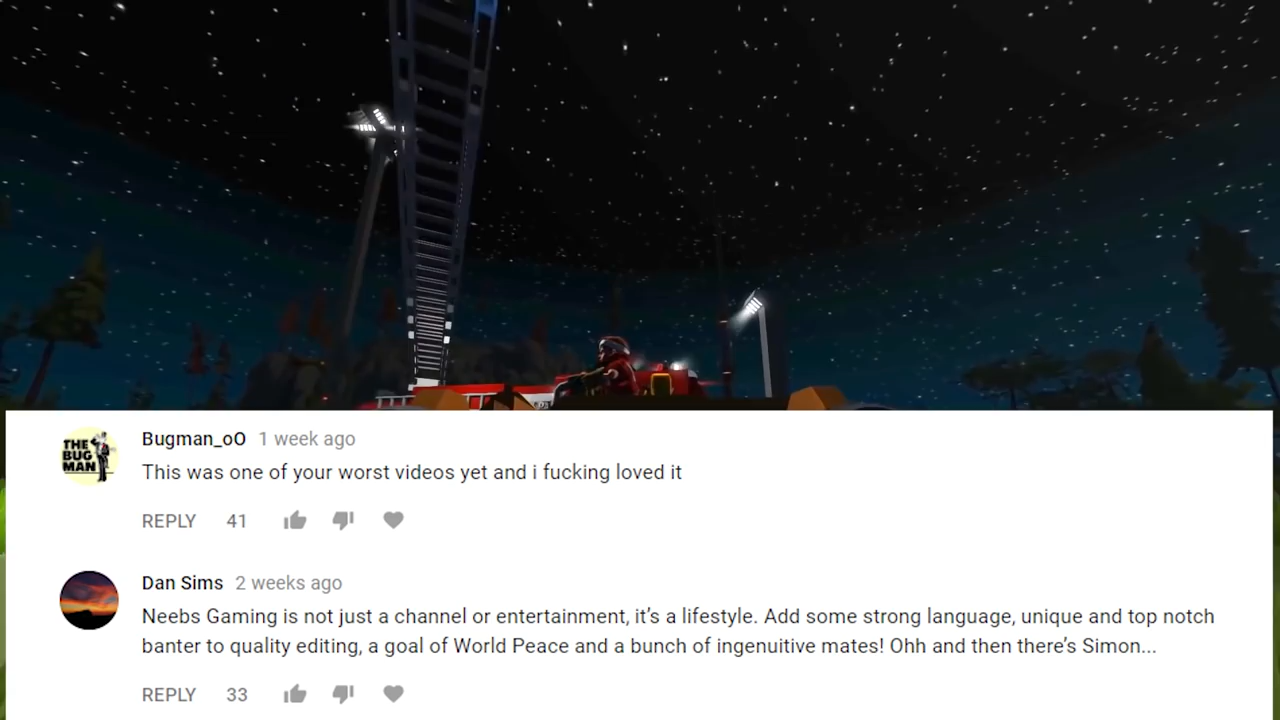 THE
BUG
MAN
Bugman_oO 1 week ago
This was one of your worst videos yet and i fucking loved it
REPLY 41
Dan Sims 2 weeks ago
Neebs Gaming is not just a channel or entertainment, it’s a lifestyle. Add some strong language, unique and top notch
banter to quality editing, a goal of World Peace and a bunch of ingenuitive mates! Ohh and then there’s Simon...
REPLY 33